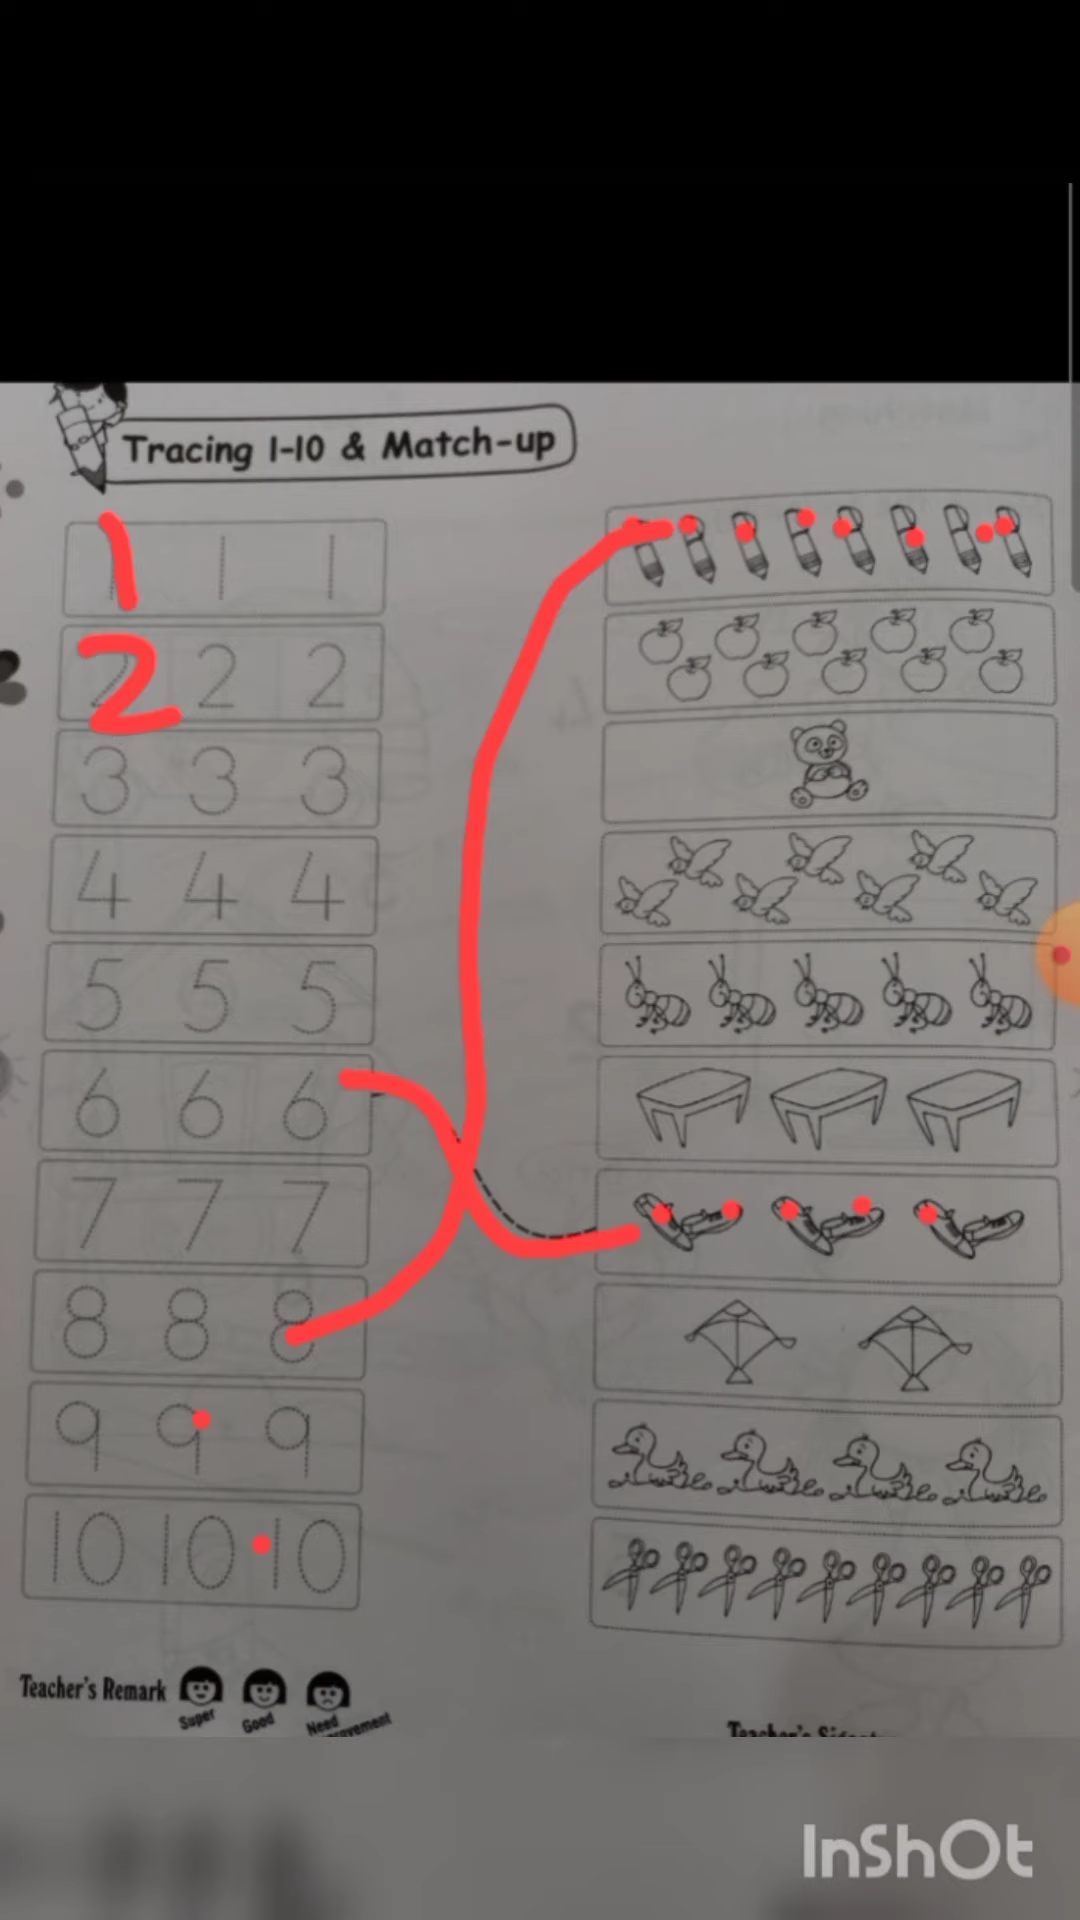 Tracing 1-10 & Match-up
1 1 1
2 2 2
3 3 3
4 4 4
5 5 5
6 6 6
7 7 7
8 8 8
9 9 9
10 10 10
Teacher's Remark
Super
Good
Need
Teacher's
InShOt